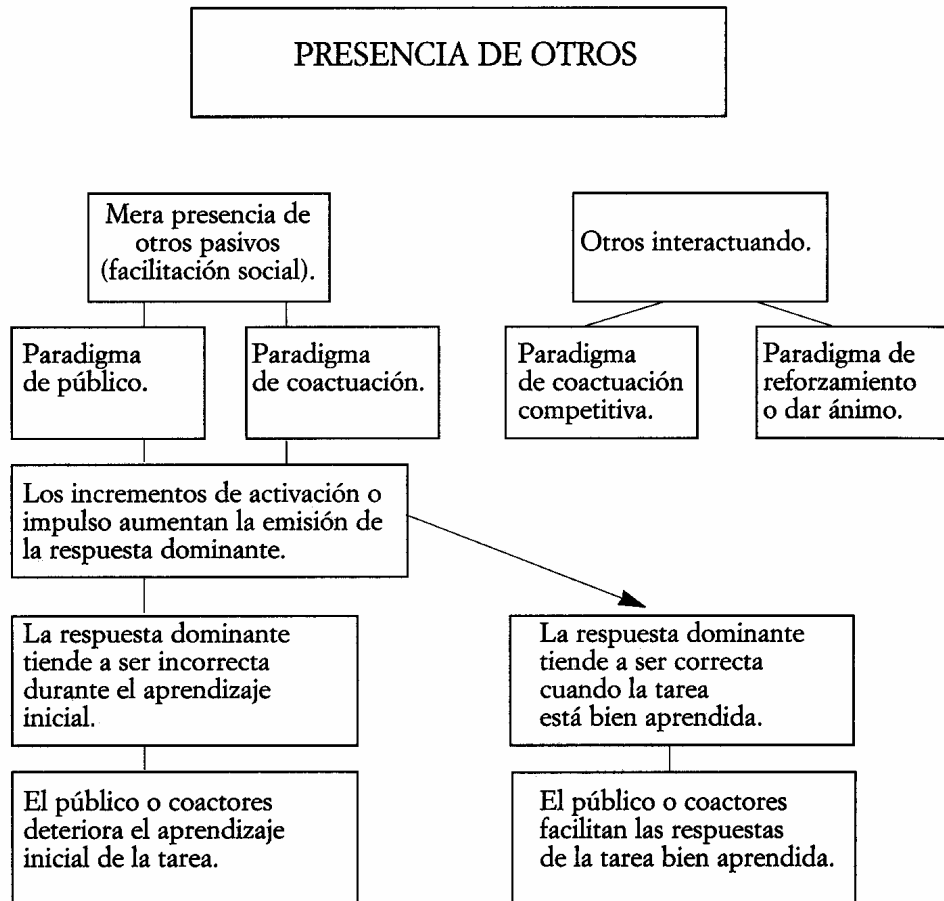 PRESENCIA DE OTROS
Mera presencia de
otros pasivos
(facilitación social).
Otros interactuando.
Paradigma
de público.
Paradigma
de coactuación.
Paradigma
de coactuación
competitiva.
Paradigma de
reforzamiento
o dar ánimo.
Los incrementos de activación o
impulso aumentan la emisión de
la respuesta dominante.
La respuesta dominante
tiende a ser incorrecta
durante el aprendizaje
inicial.
La respuesta dominante
tiende a ser correcta
cuando la tarea
está bien aprendida.
El público o coactores
deteriora el aprendizaje
inicial de la tarea.
El público o coactores
facilitan las respuestas
de la tarea bien aprendida.